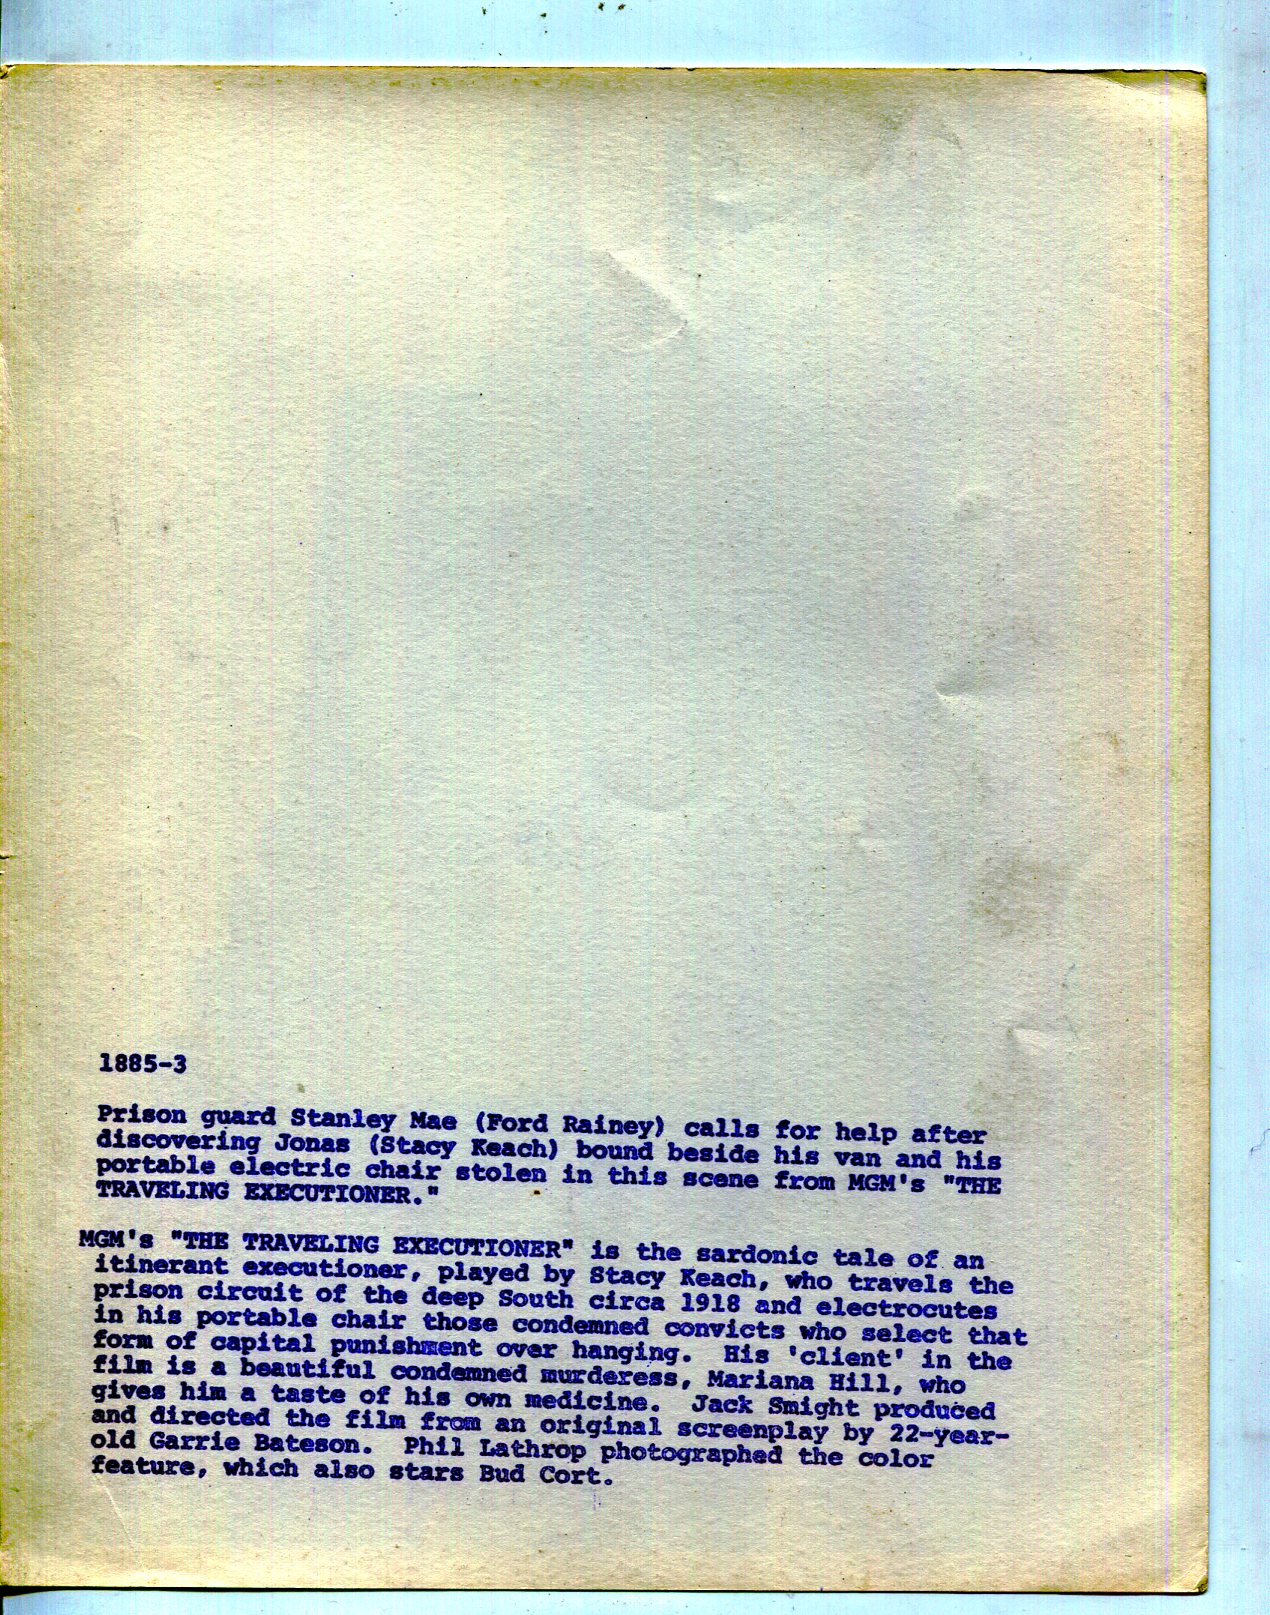 1885-3
Prison guard Stanley Mae (Ford Rainey) calls for help after
discovering Jonas (Stacy Keach) bound beside his van and his
portable electric chair stolen in this scene from MGM's "THE
TRAVELING EXECUTIONER."
MGM's "THE TRAVELING EXECUTIONER" is the sardonic tale of an
itinerant executioner, played by Stacy Keach, who travels the
prison circuit of the deep South circa 1918 and electrocutes
in his portable chair those condemned convicts who select that
form of capital punishment over hanging. His 'client' in the
film is a beautiful condemned murderess, Mariana Hill, who
gives him a taste of his own medicine. Jack Smight produced
and directed the film from an original screenplay by 22-year-
old Garrie Bateson. Phil Lathrop photographed the color
feature, which also stars Bud Cort.